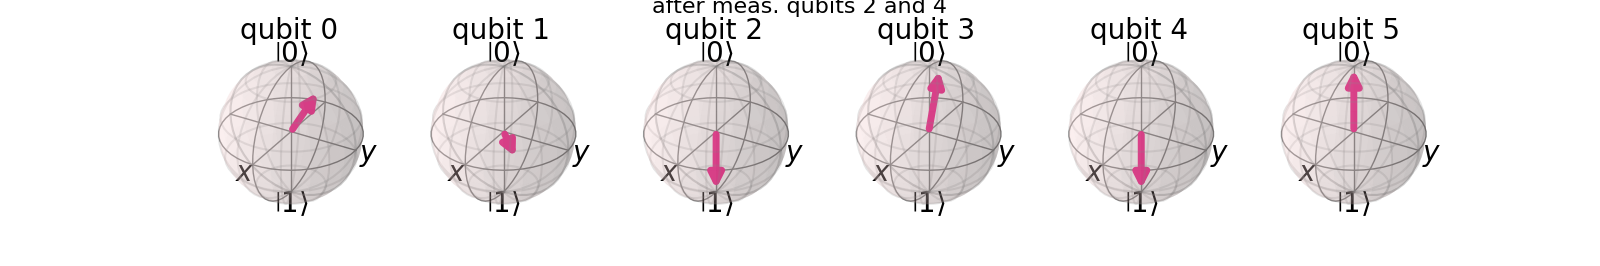 after meas. qubits 2 and 4
qubit 0 qubit 1 qubit 2 qubit 3 qubit 4 qubit 5
|0⟩ |0⟩ |0⟩ |0⟩ |0⟩ |0⟩
x y x y x y x y x y x y
|1⟩ |1⟩ |1⟩ |1⟩ |1⟩ |1⟩